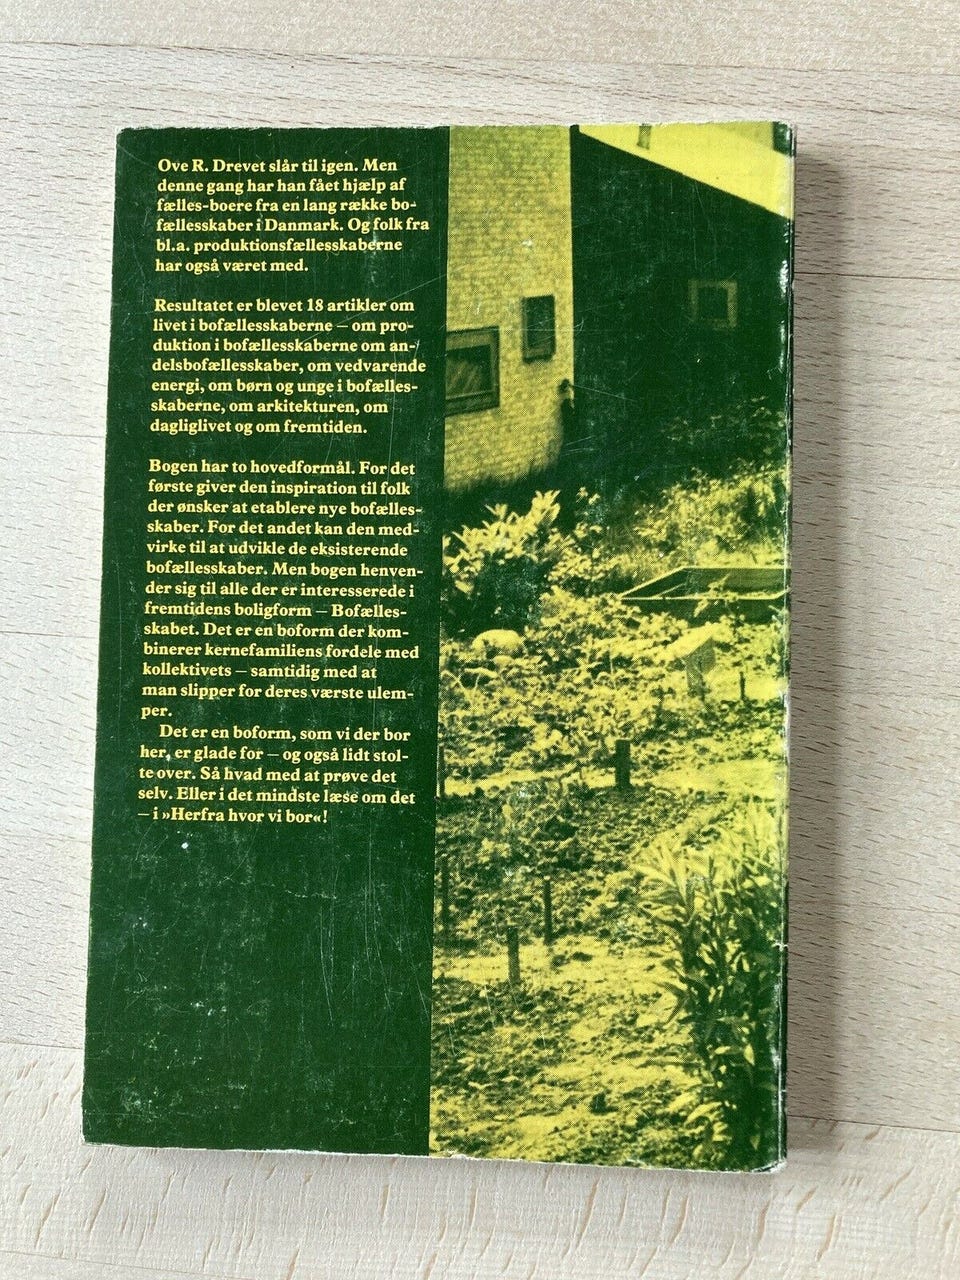 Ove R. Drevet slår til igen. Men
denne gang har han fået hjælp af
fælles-boere fra en lang række bo-
fællesskaber i Danmark. Og folk fra
bl.a. produktionsfællesskaberne
har også været med.
Resultatet er blevet 18 artikler om
livet i bofællesskaberne – om pro-
duktion i bofællesskaberne om an-
delsbofællesskaber, om vedvarende
energi, om børn og unge i bofælles-
skaberne, om arkitekturen, om
dagliglivet og om fremtiden.
Bogen har to hovedformål. For det
første giver den inspiration til folk
der ønsker at etablere nye bofælles-
skaber. For det andet kan den med-
virke til at udvikle de eksisterende
bofællesskaber. Men bogen henven-
der sig til alle der er interesserede i
fremtidens boligform – Bofælles-
skabet. Det er en boform der kom-
binerer kernefamiliens fordele med
kollektivets – samtidig med at
man slipper for deres værste ulem-
per.
Det er en boform, som vi der bor
her, er glade for – og også lidt stol-
te over. Så hvad med at prøve det
selv. Eller i det mindste læse om det
– i »Herfra hvor vi bor«!